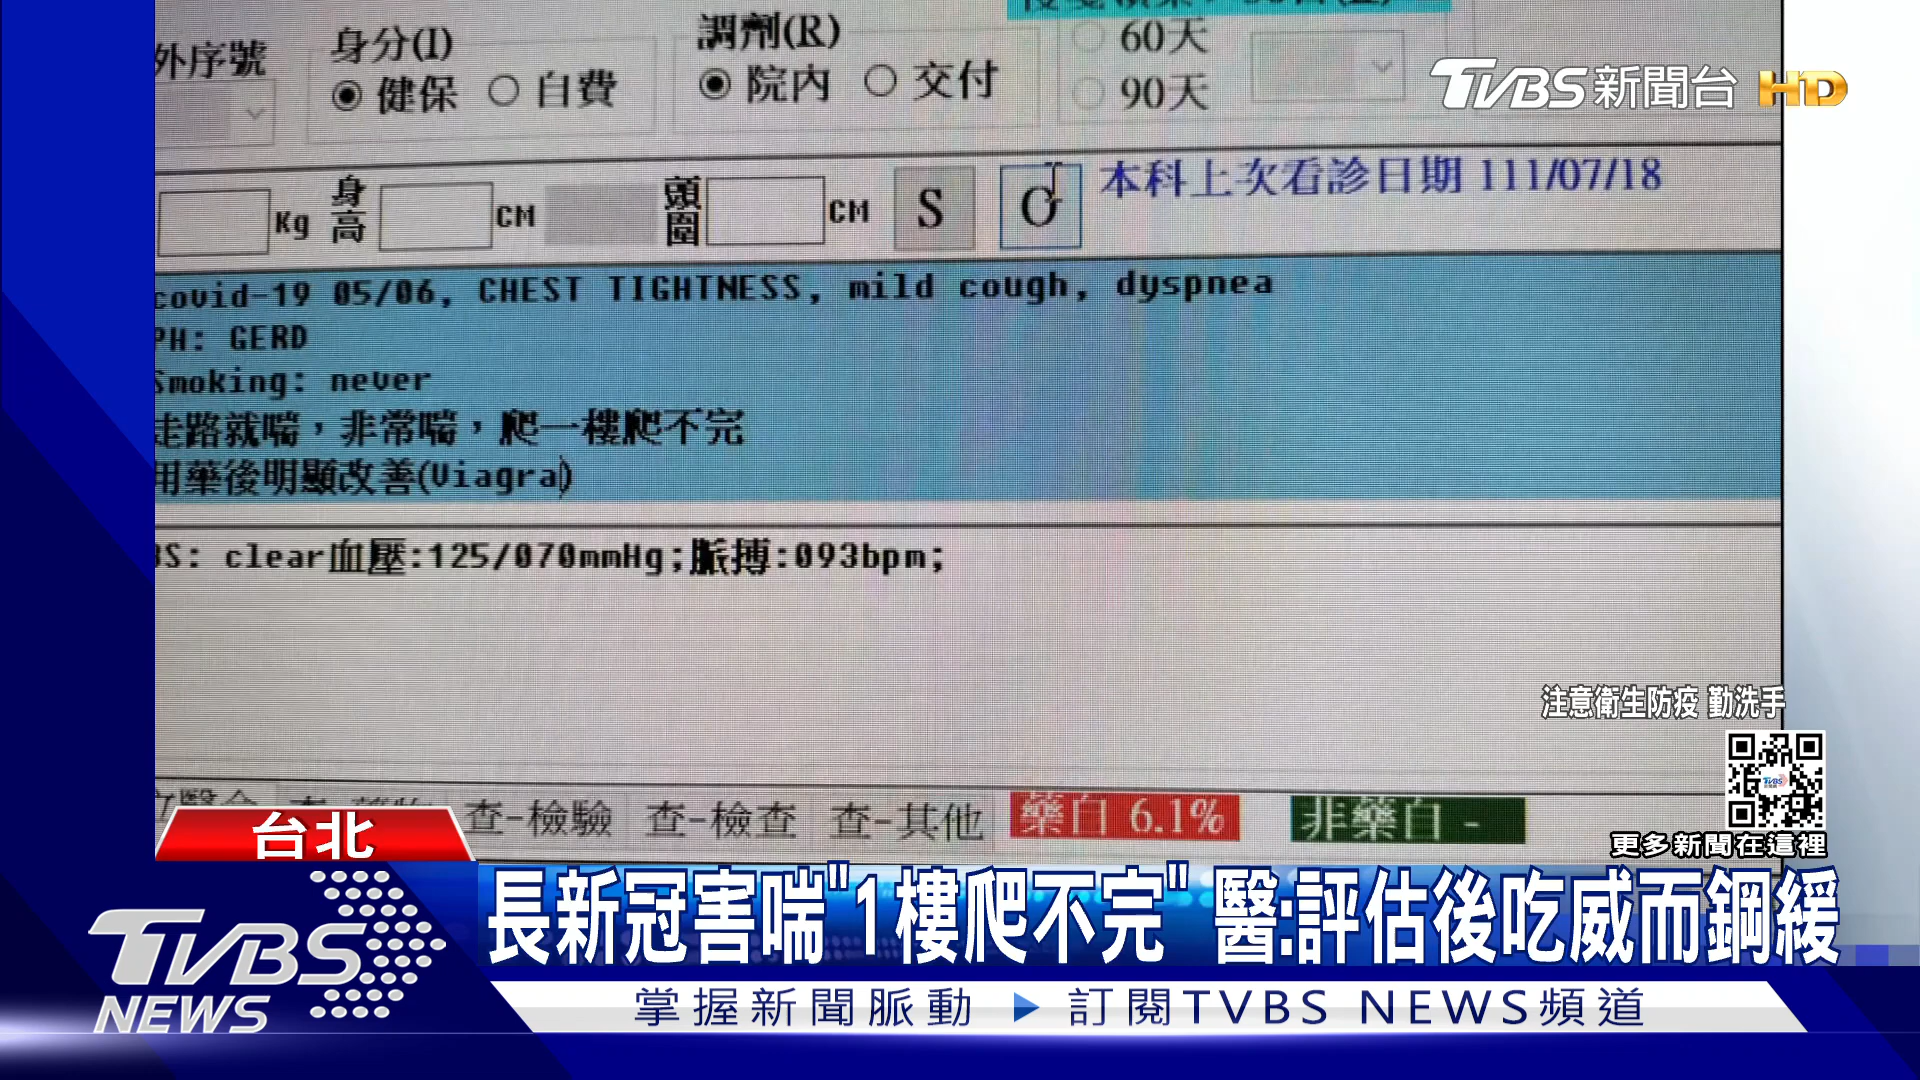 外序號
身分(I)
健保 自費
調劑(R)
院內 交付
60天
90天
TVBS新聞台 HD
Kg 身高 CM 頭圍 CM S O 本科上次看診日期 111/07/18
covid-19 05/06, CHEST TIGHTNESS, mild cough, dyspnea
PH: GERD
Smoking: never
走路就喘，非常喘，爬一樓爬不完
用藥後明顯改善(Viagra)
BS: clear血壓:125/070mmHg;脈搏:093bpm;
注意衛生防疫 勤洗手
TVBS
更多新聞在這裡
查-檢驗 查-檢查 查-其他 藥占 6.1% 非藥占 -
台北
長新冠害喘"1樓爬不完" 醫:評估後吃威而鋼緩
TVBS NEWS
掌握新聞脈動 ▶ 訂閱TVBS NEWS頻道